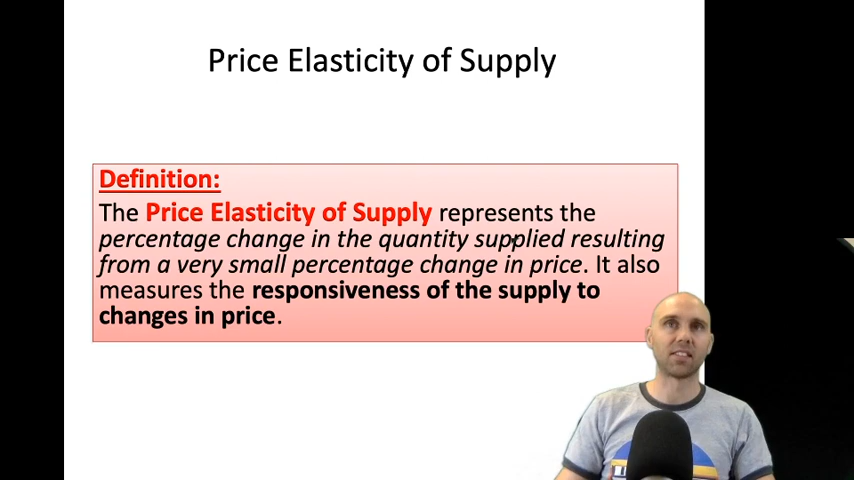 Price Elasticity of Supply
Definition:
The Price Elasticity of Supply represents the
percentage change in the quantity supplied resulting
from a very small percentage change in price. It also
measures the responsiveness of the supply to
changes in price.